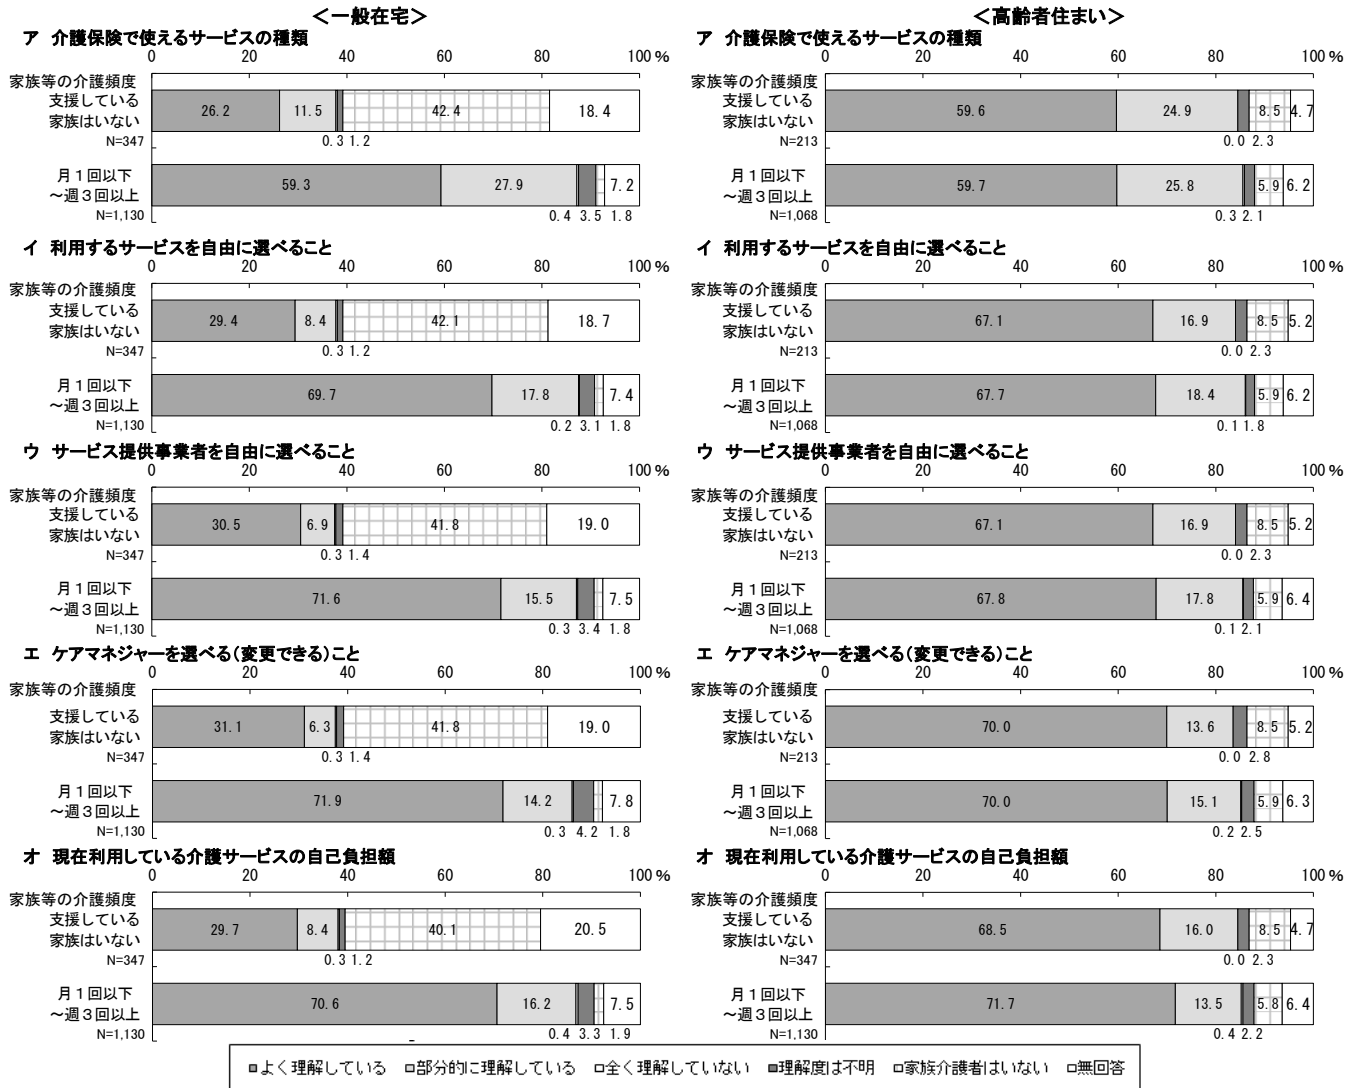 ＜一般在宅＞
ア 介護保険で使えるサービスの種類
0 20 40 60 80 100 %
家族等の介護頻度
支援している
家族はいない
N=347
26.2 11.5 42.4 18.4
0.3 1.2
月１回以下
～週３回以上
N=1,130
59.3 27.9 7.2
0.4 3.5 1.8
イ 利用するサービスを自由に選べること
0 20 40 60 80 100 %
家族等の介護頻度
支援している
家族はいない
N=347
29.4 8.4 42.1 18.7
0.3 1.2
月１回以下
～週３回以上
N=1,130
69.7 17.8 7.4
0.2 3.1 1.8
ウ サービス提供事業者を自由に選べること
0 20 40 60 80 100 %
家族等の介護頻度
支援している
家族はいない
N=347
30.5 6.9 41.8 19.0
0.3 1.4
月１回以下
～週３回以上
N=1,130
71.6 15.5 7.5
0.3 3.4 1.8
エ ケアマネジャーを選べる(変更できる)こと
0 20 40 60 80 100 %
家族等の介護頻度
支援している
家族はいない
N=347
31.1 6.3 41.8 19.0
0.3 1.4
月１回以下
～週３回以上
N=1,130
71.9 14.2 7.8
0.3 4.2 1.8
オ 現在利用している介護サービスの自己負担額
0 20 40 60 80 100 %
家族等の介護頻度
支援している
家族はいない
N=347
29.7 8.4 40.1 20.5
0.3 1.2
月１回以下
～週３回以上
N=1,130
70.6 16.2 7.5
0.4 3.3 1.9
＜高齢者住まい＞
ア 介護保険で使えるサービスの種類
0 20 40 60 80 100 %
家族等の介護頻度
支援している
家族はいない
N=213
59.6 24.9 8.5 4.7
0.0 2.3
月１回以下
～週３回以上
N=1,068
59.7 25.8 5.9 6.2
0.3 2.1
イ 利用するサービスを自由に選べること
0 20 40 60 80 100 %
家族等の介護頻度
支援している
家族はいない
N=213
67.1 16.9 8.5 5.2
0.0 2.3
月１回以下
～週３回以上
N=1,068
67.7 18.4 5.9 6.2
0.1 1.8
ウ サービス提供事業者を自由に選べること
0 20 40 60 80 100 %
家族等の介護頻度
支援している
家族はいない
N=213
67.1 16.9 8.5 5.2
0.0 2.3
月１回以下
～週３回以上
N=1,068
67.8 17.8 5.9 6.4
0.1 2.1
エ ケアマネジャーを選べる(変更できる)こと
0 20 40 60 80 100 %
家族等の介護頻度
支援している
家族はいない
N=213
70.0 13.6 8.5 5.2
0.0 2.8
月１回以下
～週３回以上
N=1,068
70.0 15.1 5.9 6.3
0.2 2.5
オ 現在利用している介護サービスの自己負担額
0 20 40 60 80 100 %
家族等の介護頻度
支援している
家族はいない
N=347
68.5 16.0 8.5 4.7
0.0 2.3
月１回以下
～週３回以上
N=1,130
71.7 13.5 5.8 6.4
0.4 2.2
よく理解している 部分的に理解している 全く理解していない 理解度は不明 家族介護者はいない 無回答